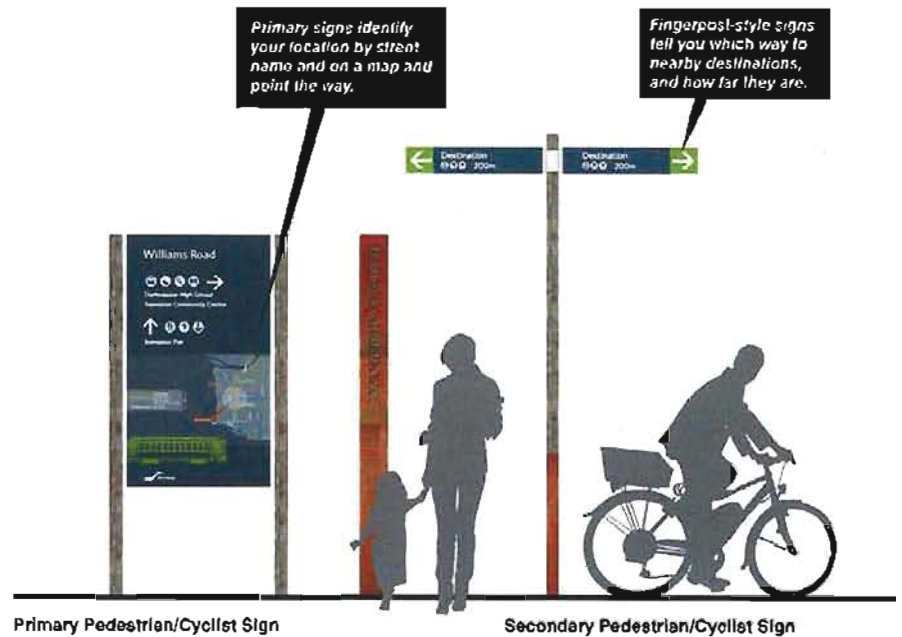 Primary signs identify
your location by street
name and on a map and
point the way.
Fingerpost-style signs
tell you which way to
nearby destinations,
and how far they are.
Destination
200m
Destination
200m
Williams Road
Primary Pedestrian/Cyclist Sign
Secondary Pedestrian/Cyclist Sign